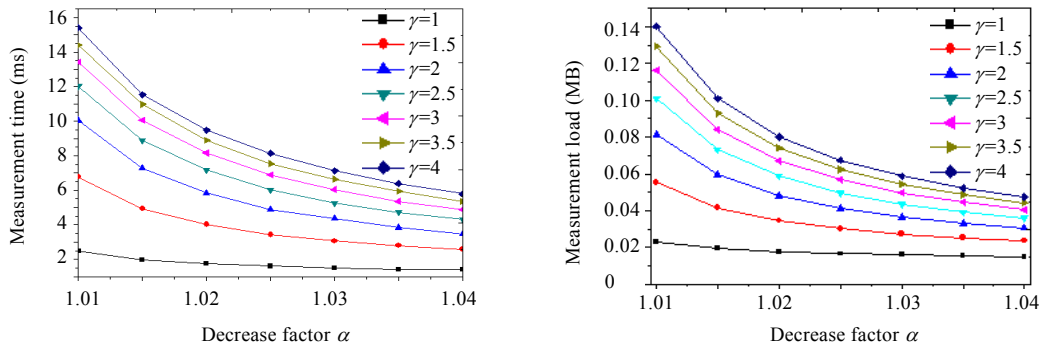 Measurement time (ms)
16
14
12
10
8
6
4
2
1.01
1.02
1.03
1.04
Decrease factor α
γ=1
γ=1.5
γ=2
γ=2.5
γ=3
γ=3.5
γ=4
Measurement load (MB)
0.14
0.12
0.10
0.08
0.06
0.04
0.02
0
1.01
1.02
1.03
1.04
Decrease factor α
γ=1
γ=1.5
γ=2
γ=2.5
γ=3
γ=3.5
γ=4